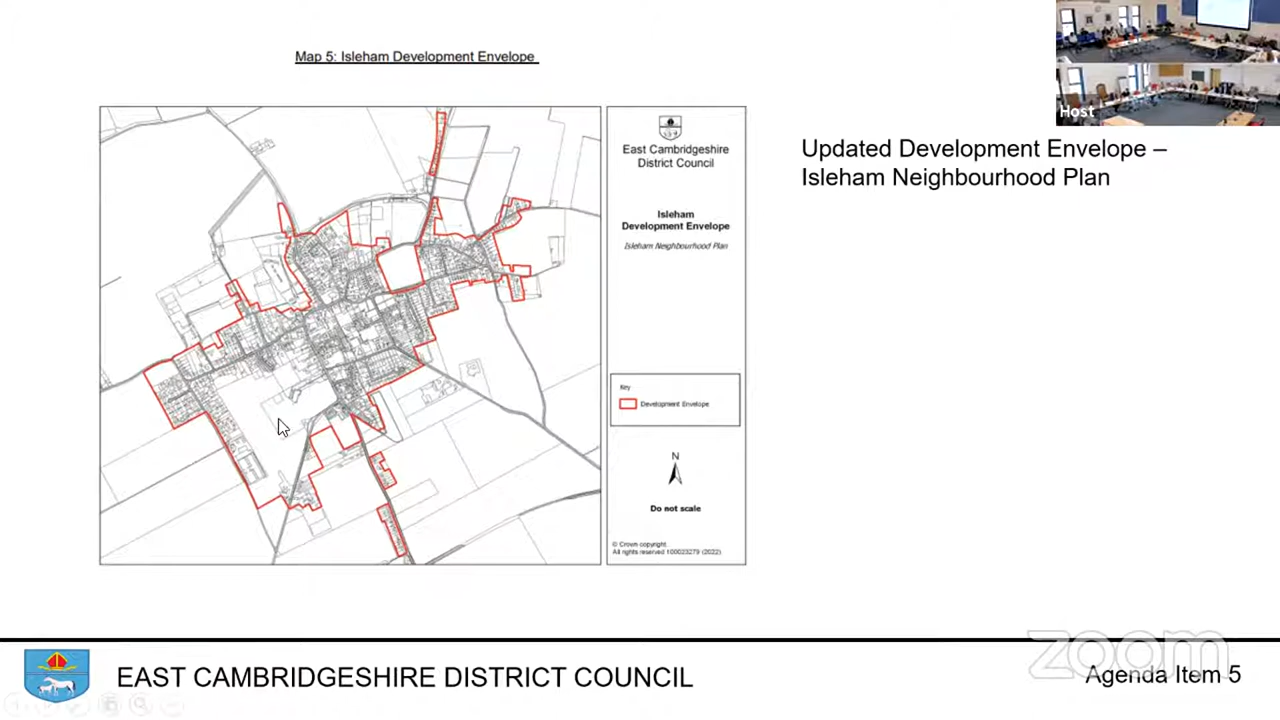 Map 5: Isleham Development Envelope
Host
East Cambridgeshire
District Council
Isleham
Development Envelope
Isleham Neighbourhood Plan
Key
Development Envelope
N
Do not scale
© Crown copyright.
All rights reserved 100023279 (2022)
Updated Development Envelope –
Isleham Neighbourhood Plan
zoom
EAST CAMBRIDGESHIRE DISTRICT COUNCIL
Agenda Item 5